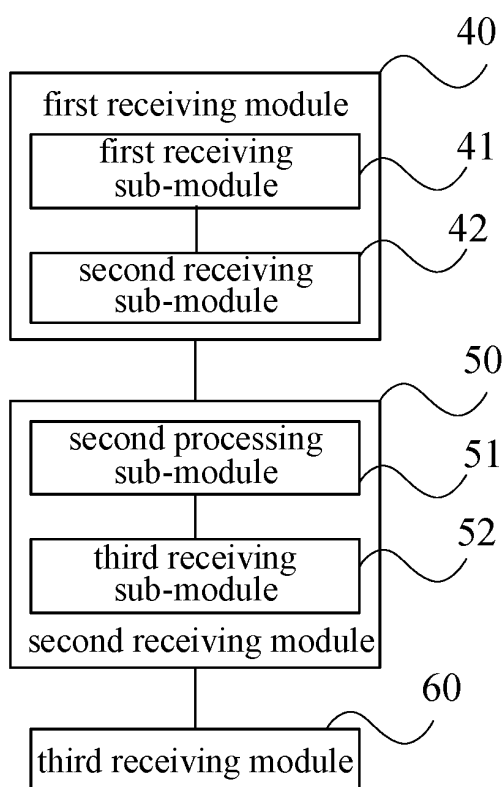 40
first receiving module
first receiving
sub-module
41
42
second receiving
sub-module
50
second processing
sub-module
51
52
third receiving
sub-module
second receiving module
60
third receiving module